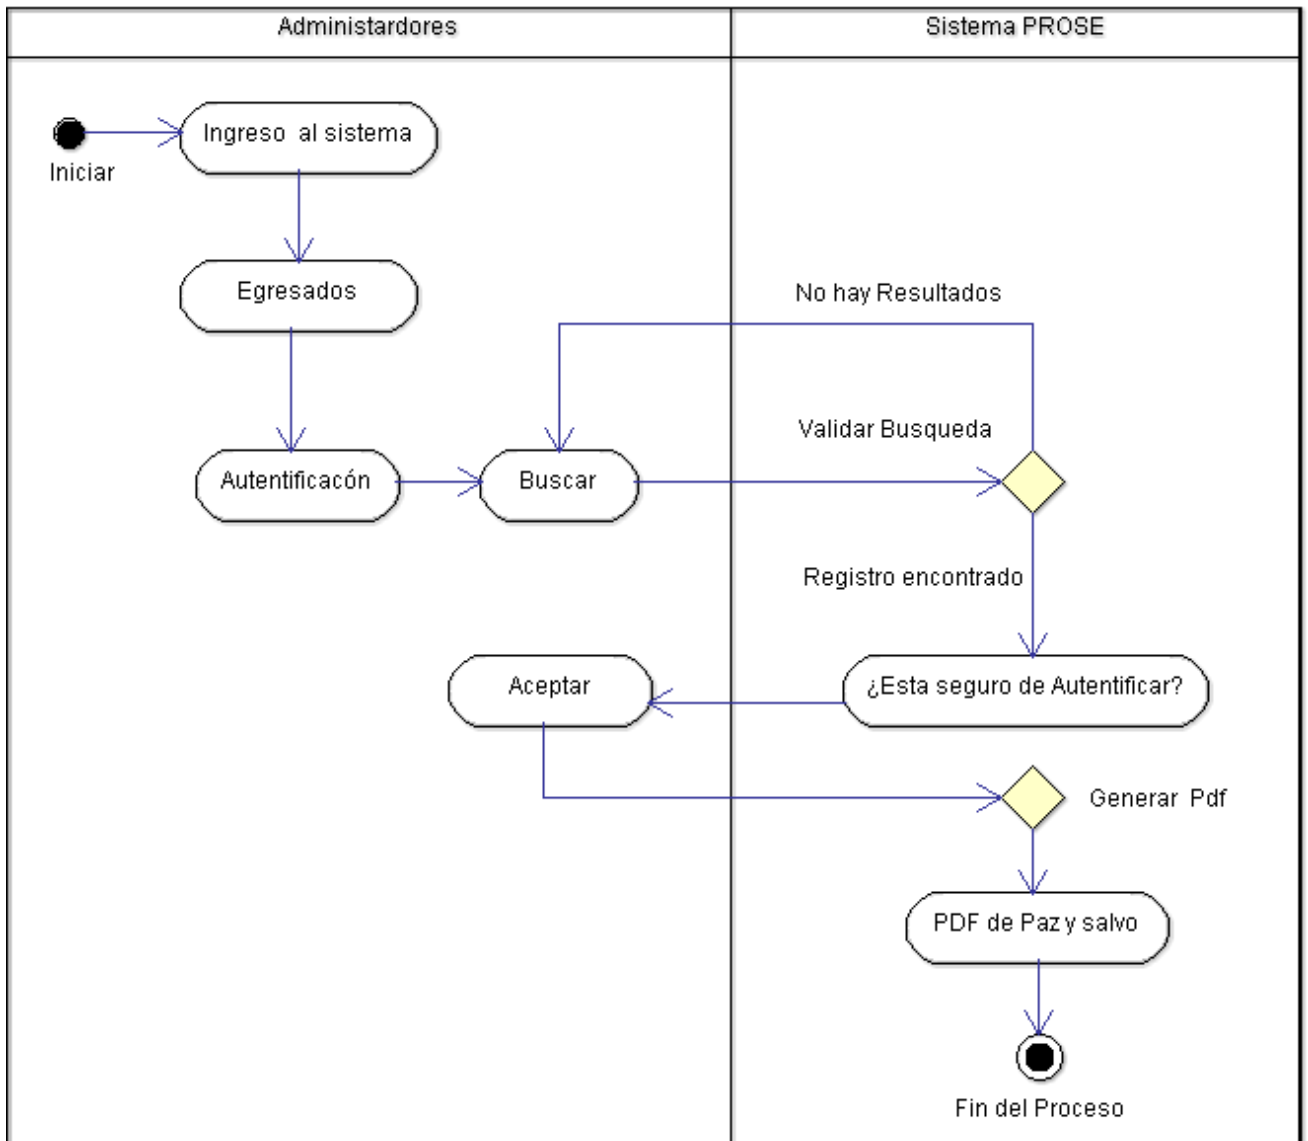 Administardores
Sistema PROSE
Ingreso al sistema
Iniciar
Egresados
No hay Resultados
Validar Busqueda
Autentificacón
Buscar
Registro encontrado
Aceptar
¿Esta seguro de Autentificar?
Generar Pdf
PDF de Paz y salvo
Fin del Proceso